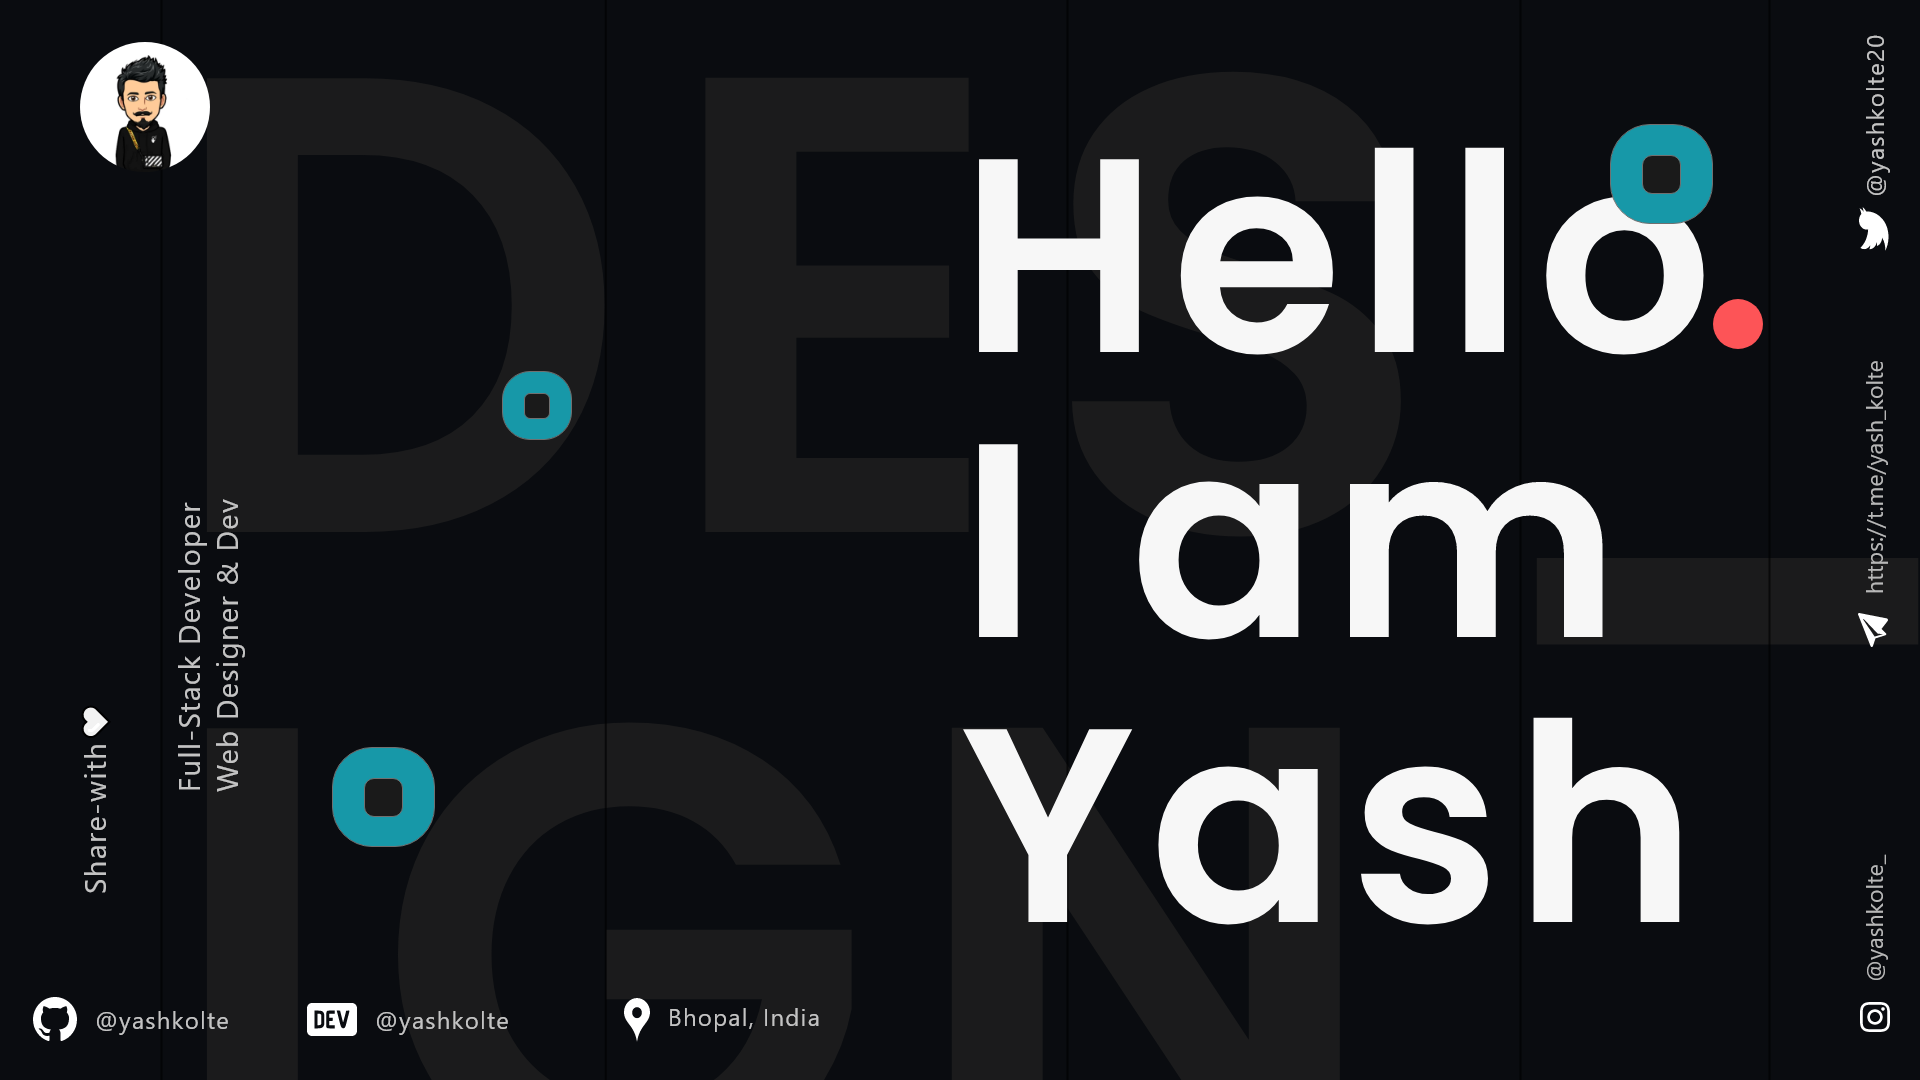 DES
IGN
Hello.
I am
Yash
Full-Stack Developer
Web Designer & Dev
Share-with
@yashkolte
DEV
@yashkolte
Bhopal, India
@yashkolte20
https://t.me/yash_kolte
@yashkolte_